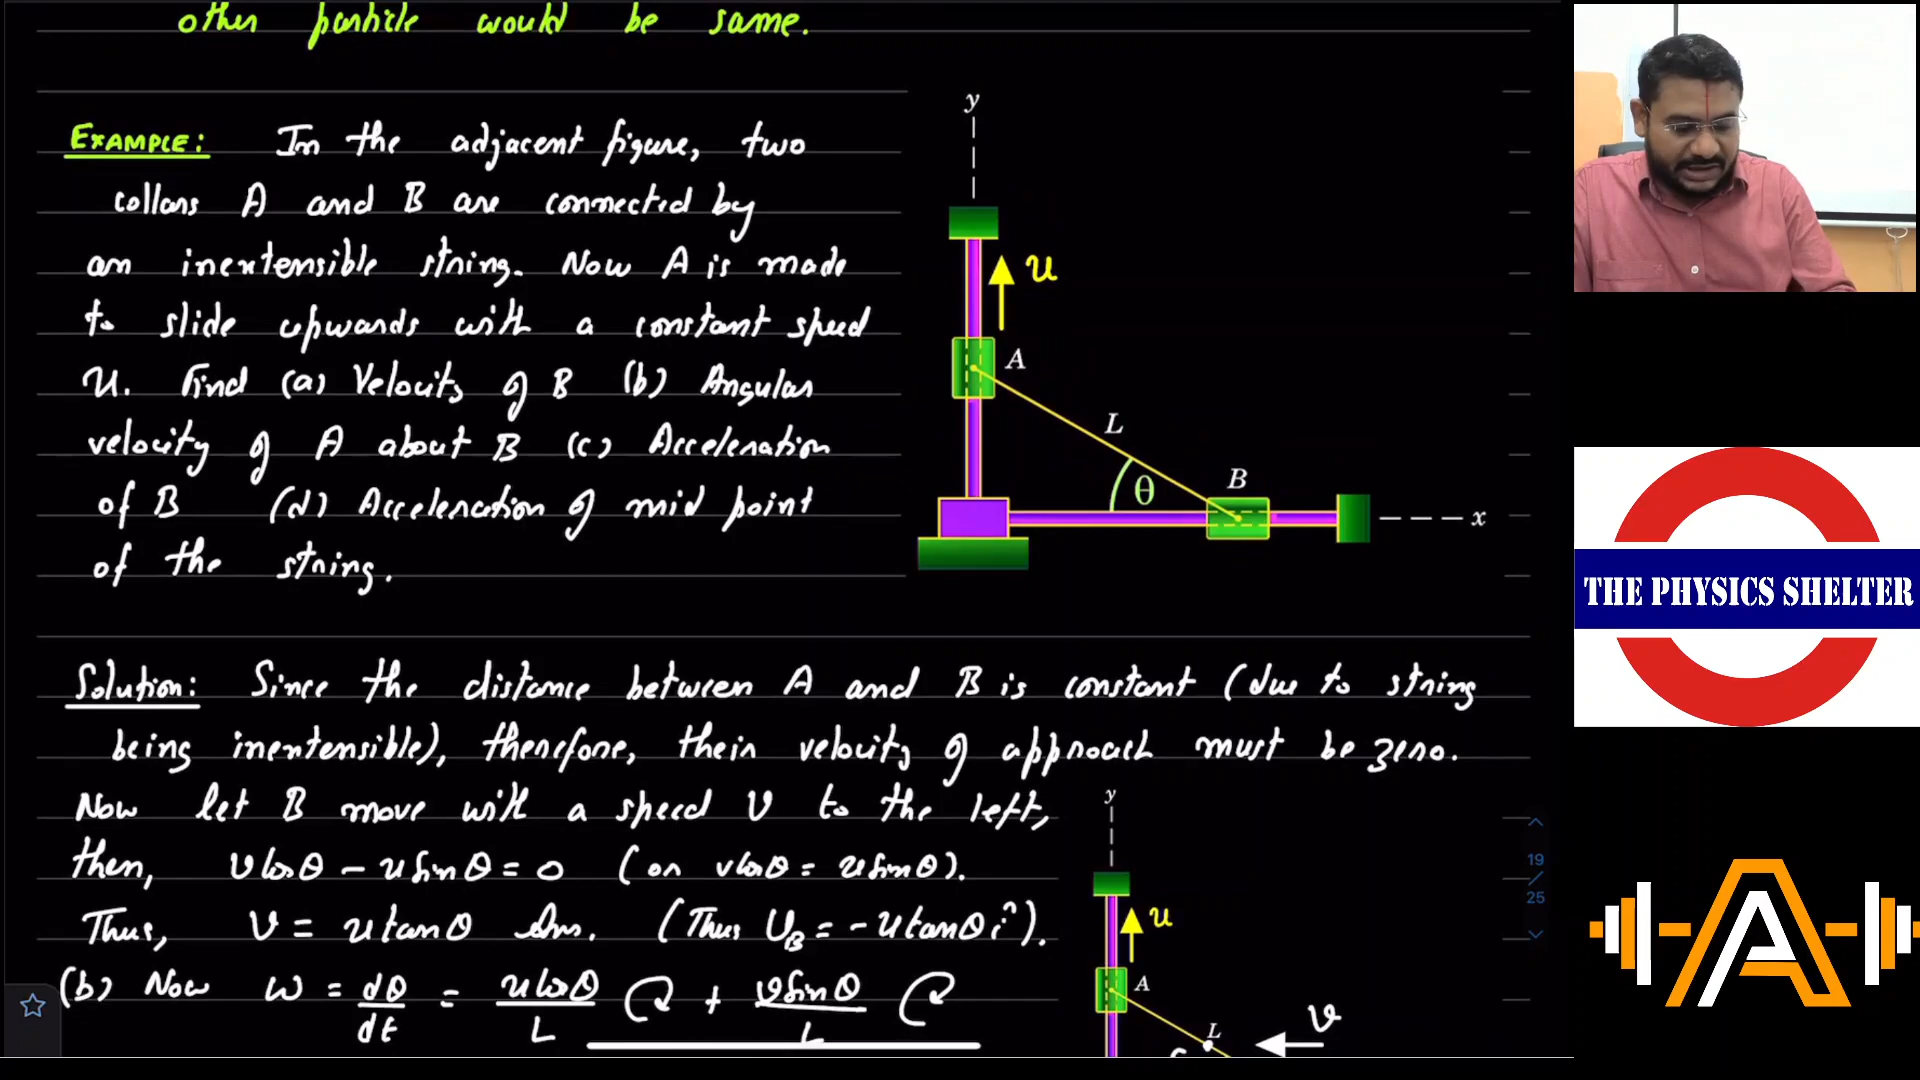 other particle would be same.
EXAMPLE: In the adjacent figure, two
collars A and B are connected by
an inextensible string. Now A is made
to slide upwards with a constant speed
u. Find (a) Velocity of B (b) Angular
velocity of A about B (c) Acceleration
of B (d) Acceleration of mid point
of the string.
y
u
A
L
B
θ
x
Solution: Since the distance between A and B is constant (due to string
being inextensible), therefore, their velocity of approach must be zero.
Now let B move with a speed v to the left,
then, v cosθ - u sinθ = 0 (or v cosθ = u sinθ).
Thus, v = u tanθ Ans. (Thus U_B = - u tanθ î).
(b) Now ω = dθ/dt = u cosθ/L + v sinθ/L
y
u
A
L
v
19
/
25
THE PHYSICS SHELTER
A